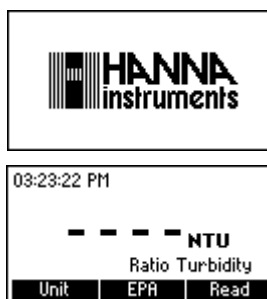 HANNA
instruments
03:23:22 PM
- - - - NTU
Ratio Turbidity
Unit EPA Read